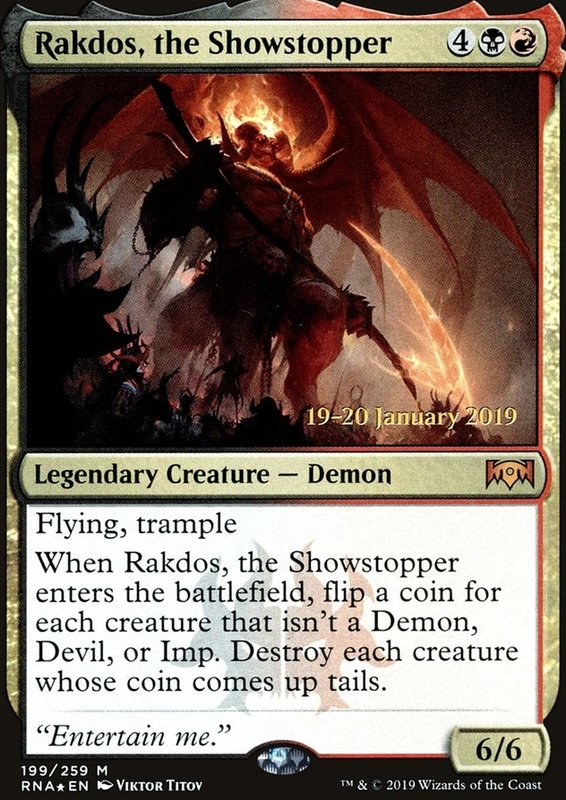 Rakdos, the Showstopper 4
19–20 January 2019
Legendary Creature — Demon
Flying, trample
When Rakdos, the Showstopper
enters the battlefield, flip a coin for
each creature that isn't a Demon,
Devil, or Imp. Destroy each creature
whose coin comes up tails.
“Entertain me.”
6/6
199/259 M
RNA★EN Viktor Titov
™ & © 2019 Wizards of the Coast